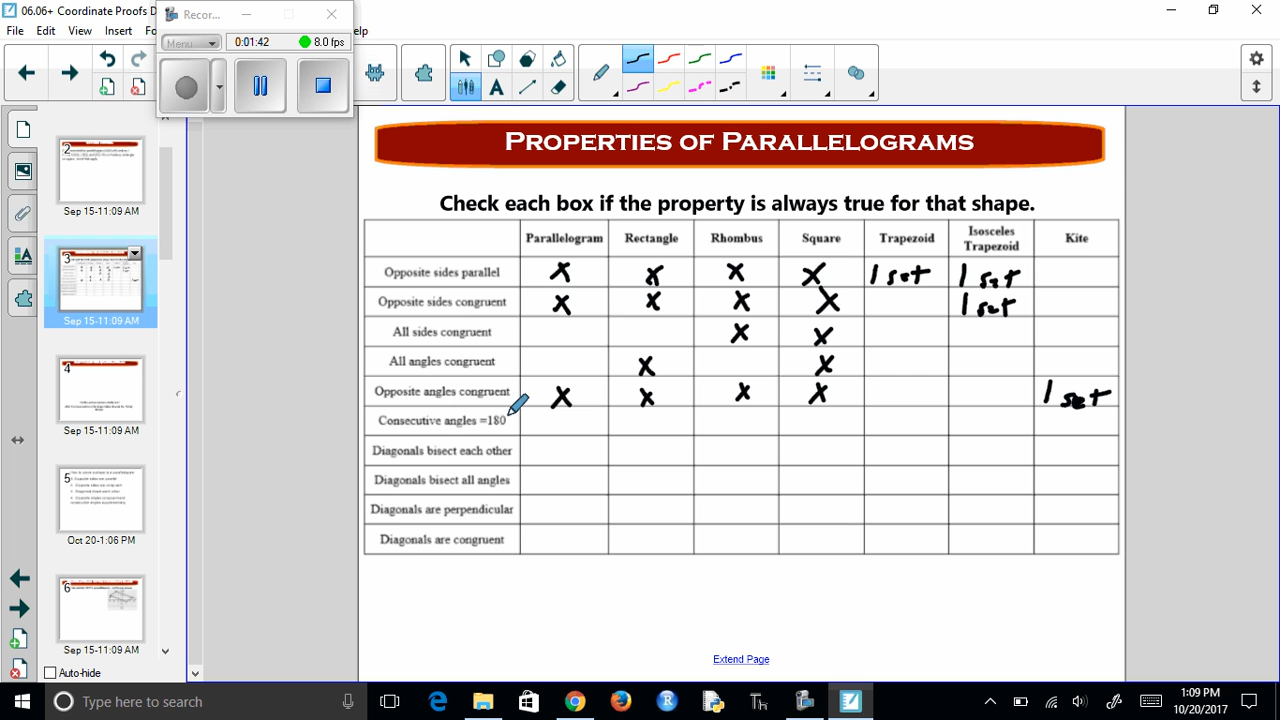 06.06+ Coordinate Proofs D
Recor...
File Edit View Insert Fo lp
Menu 0:01:42 8.0 fps
2
Sep 15-11:09 AM
3
Sep 15-11:09 AM
4
Sep 15-11:09 AM
5
Oct 20-1:06 PM
6
Sep 15-11:09 AM
Auto-hide
PROPERTIES OF PARALLELOGRAMS
Check each box if the property is always true for that shape.
Parallelogram Rectangle Rhombus Square Trapezoid Isosceles Trapezoid Kite
Opposite sides parallel X X X X 1 set 1 set
Opposite sides congruent X X X X 1 set
All sides congruent X X
All angles congruent X X
Opposite angles congruent X X X X 1 set
Consecutive angles =180
Diagonals bisect each other
Diagonals bisect all angles
Diagonals are perpendicular
Diagonals are congruent
Extend Page
Type here to search
1:09 PM
10/20/2017